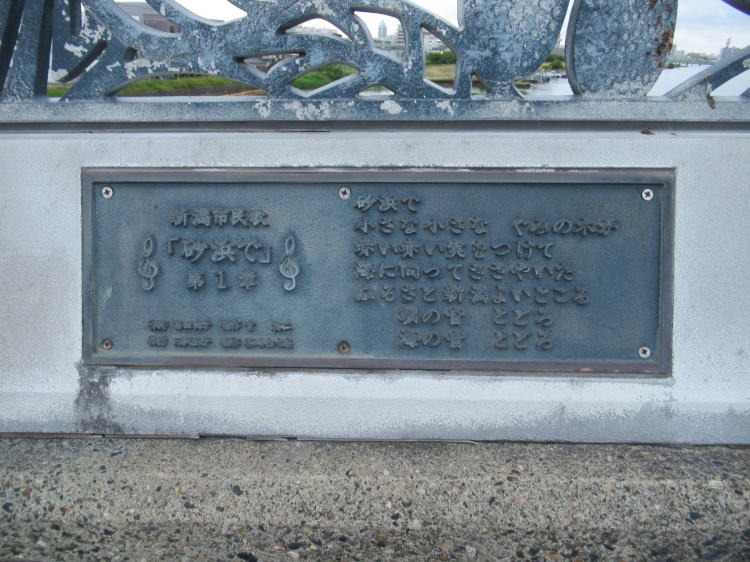 新潟市民歌
「砂浜で」
第1章
砂浜で
小さな小さな ぐみの木が
赤い赤い実をつけて
海に向ってささやいた
ふるさと新潟よいところ
潮の音 とどろ
海の音 とどろ